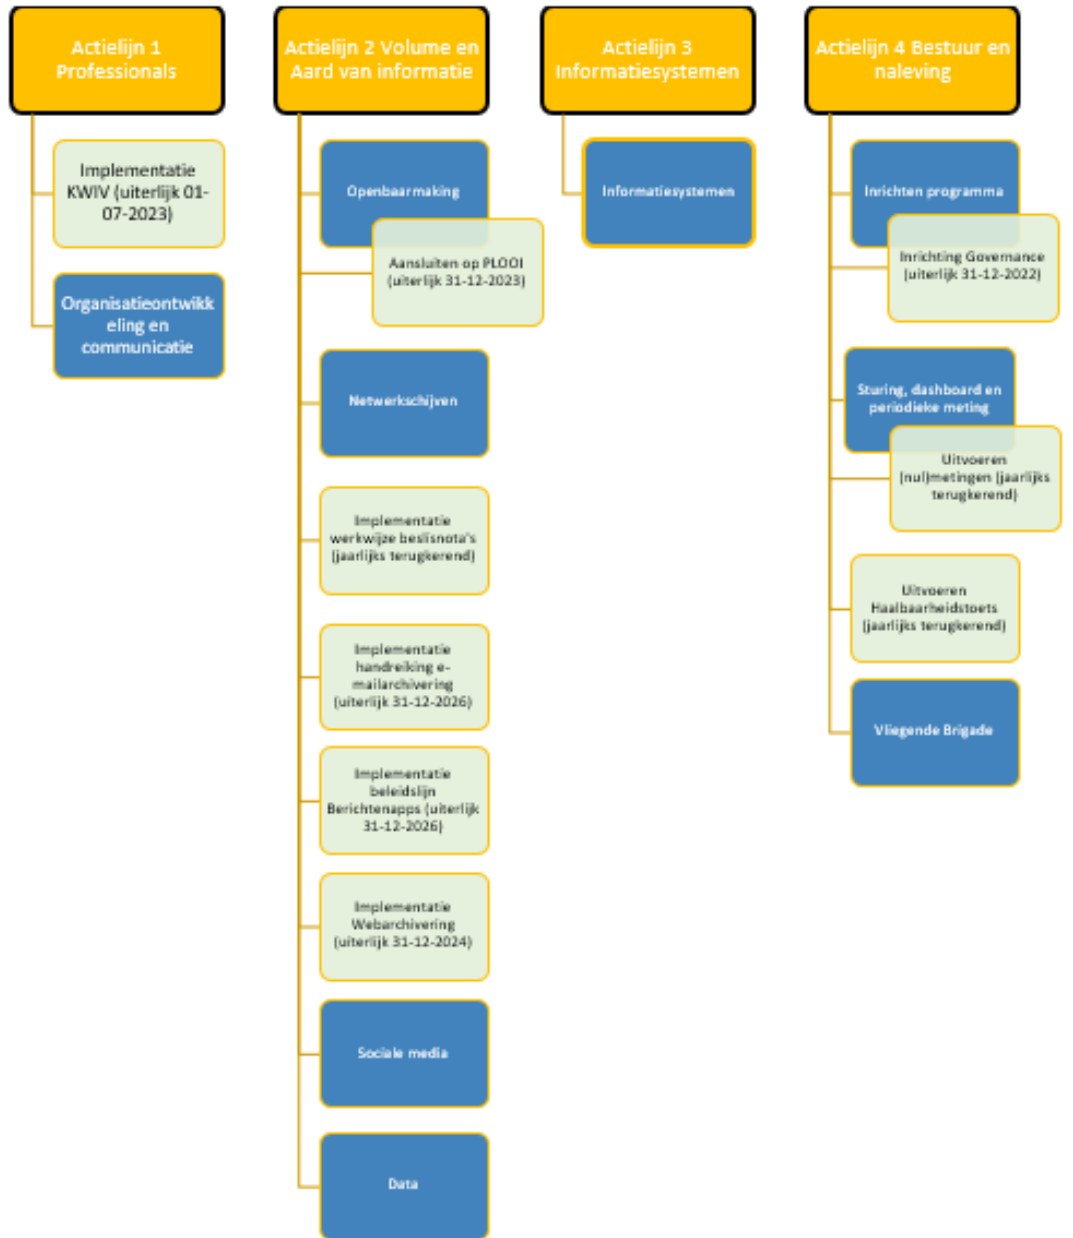 Actielijn 1
Professionals
Implementatie
KWIV (uiterlijk 01-
07-2023)
Organisatieontwikk
eling en
communicatie
Actielijn 2 Volume en
Aard van informatie
Openbaarmaking
Aansluiten op PLOOI
(uiterlijk 31-12-2023)
Netwerkschijven
Implementatie
werkwijze beslisnota's
(jaarlijks terugkerend)
Implementatie
handreiking e-
mailarchivering
(uiterlijk 31-12-2026)
Implementatie
beleidslijn
Berichtenapps (uiterlijk
31-12-2026)
Implementatie
Webarchivering
(uiterlijk 31-12-2024)
Sociale media
Data
Actielijn 3
Informatiesystemen
Informatiesystemen
Actielijn 4 Bestuur en
naleving
Inrichten programma
Inrichting Governance
(uiterlijk 31-12-2022)
Sturing, dashboard en
periodieke meting
Uitvoeren
(nul)metingen (jaarlijks
terugkerend)
Uitvoeren
Haalbaarheidstoets
(jaarlijks terugkerend)
Vliegende Brigade